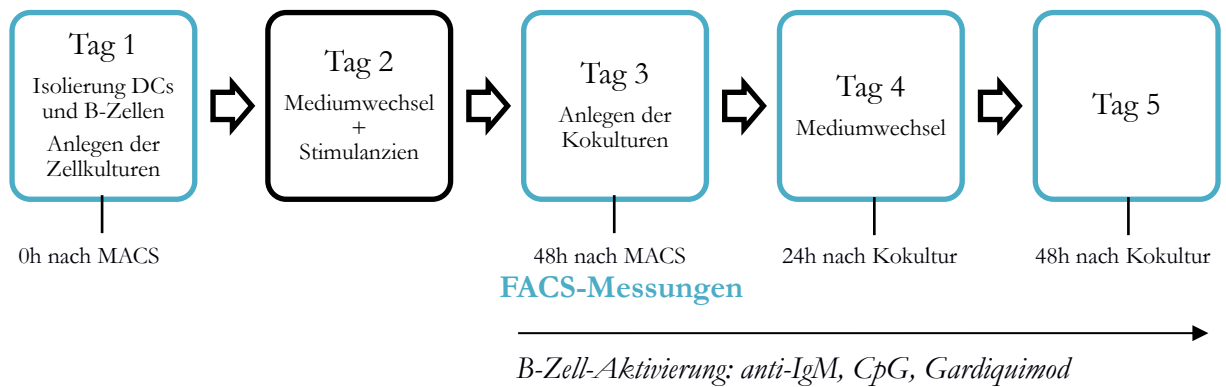 Tag 1
Isolierung DCs
und B-Zellen
Anlegen der
Zellkulturen
Tag 2
Mediumwechsel
+
Stimulanzien
Tag 3
Anlegen der
Kokulturen
Tag 4
Mediumwechsel
Tag 5
0h nach MACS
48h nach MACS
24h nach Kokultur
48h nach Kokultur
FACS-Messungen
B-Zell-Aktivierung: anti-IgM, CpG, Gardiquimod